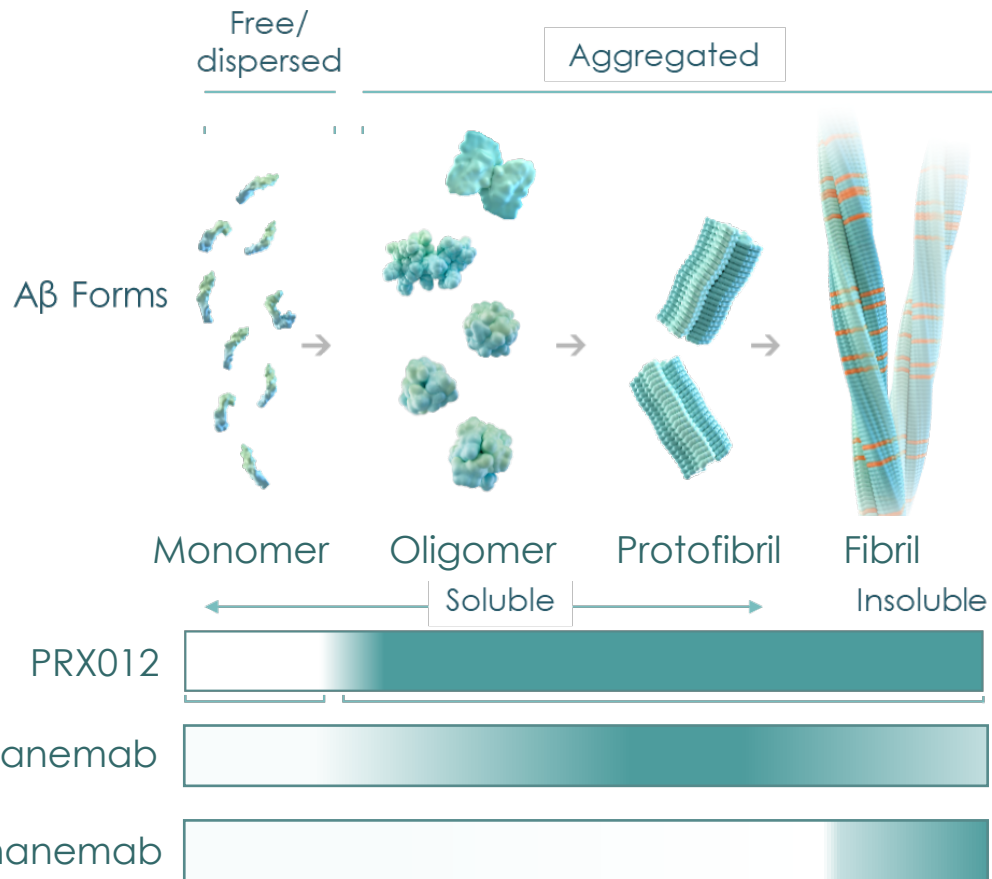 Free/
dispersed
Aggregated
Aβ Forms
Monomer
Oligomer
Protofibril
Fibril
Soluble
Insoluble
PRX012
anemab
anemab